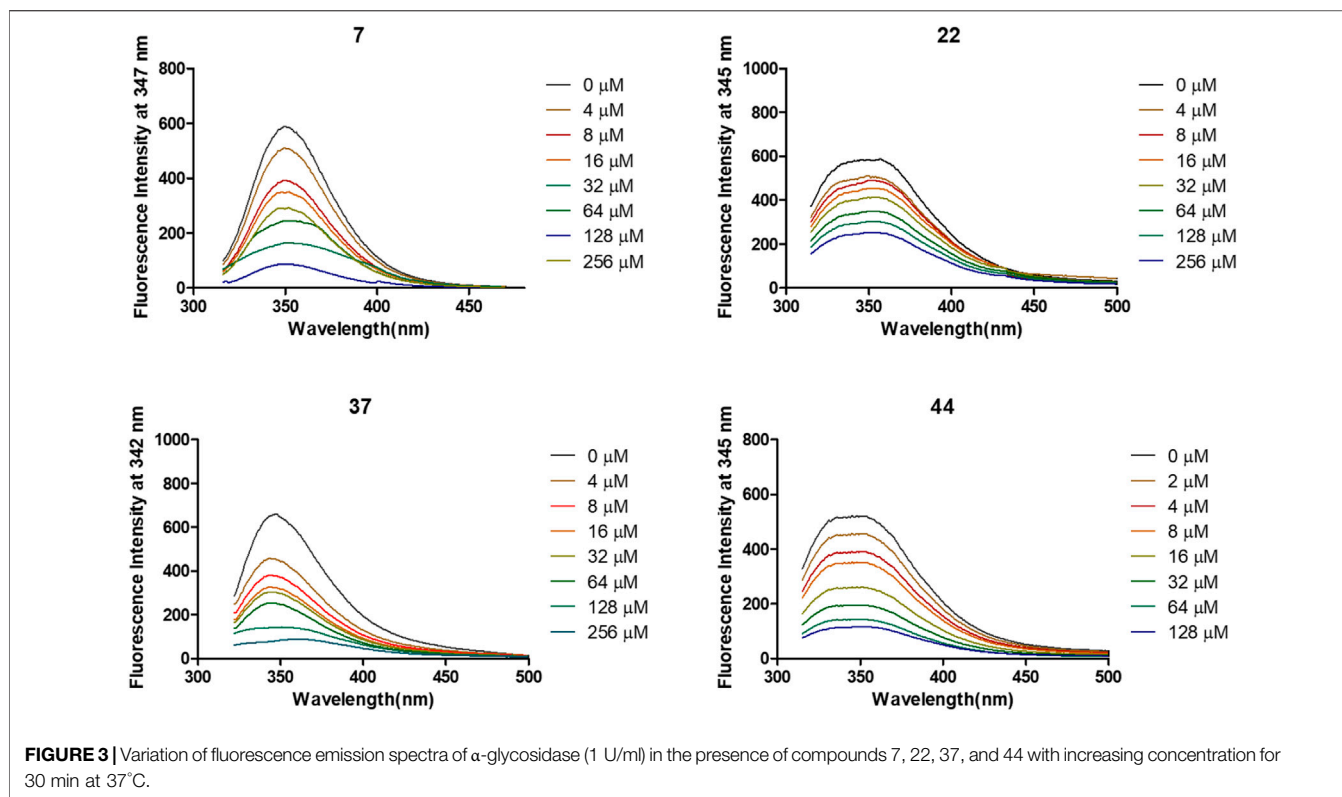 7
Fluorescence Intensity at 347 nm
800
600
400
200
0
300
350
400
450
Wavelength(nm)
0 μM
4 μM
8 μM
16 μM
32 μM
64 μM
128 μM
256 μM
22
Fluorescence Intensity at 345 nm
1000
800
600
400
200
0
300
350
400
450
500
Wavelength(nm)
0 μM
4 μM
8 μM
16 μM
32 μM
64 μM
128 μM
256 μM
37
Fluorescence Intensity at 342 nm
1000
800
600
400
200
0
300
350
400
450
500
Wavelength(nm)
0 μM
4 μM
8 μM
16 μM
32 μM
64 μM
128 μM
256 μM
44
Fluorescence Intensity at 345 nm
800
600
400
200
0
300
350
400
450
500
Wavelength(nm)
0 μM
2 μM
4 μM
8 μM
16 μM
32 μM
64 μM
128 μM
FIGURE 3 | Variation of fluorescence emission spectra of α-glycosidase (1 U/ml) in the presence of compounds 7, 22, 37, and 44 with increasing concentration for
30 min at 37°C.